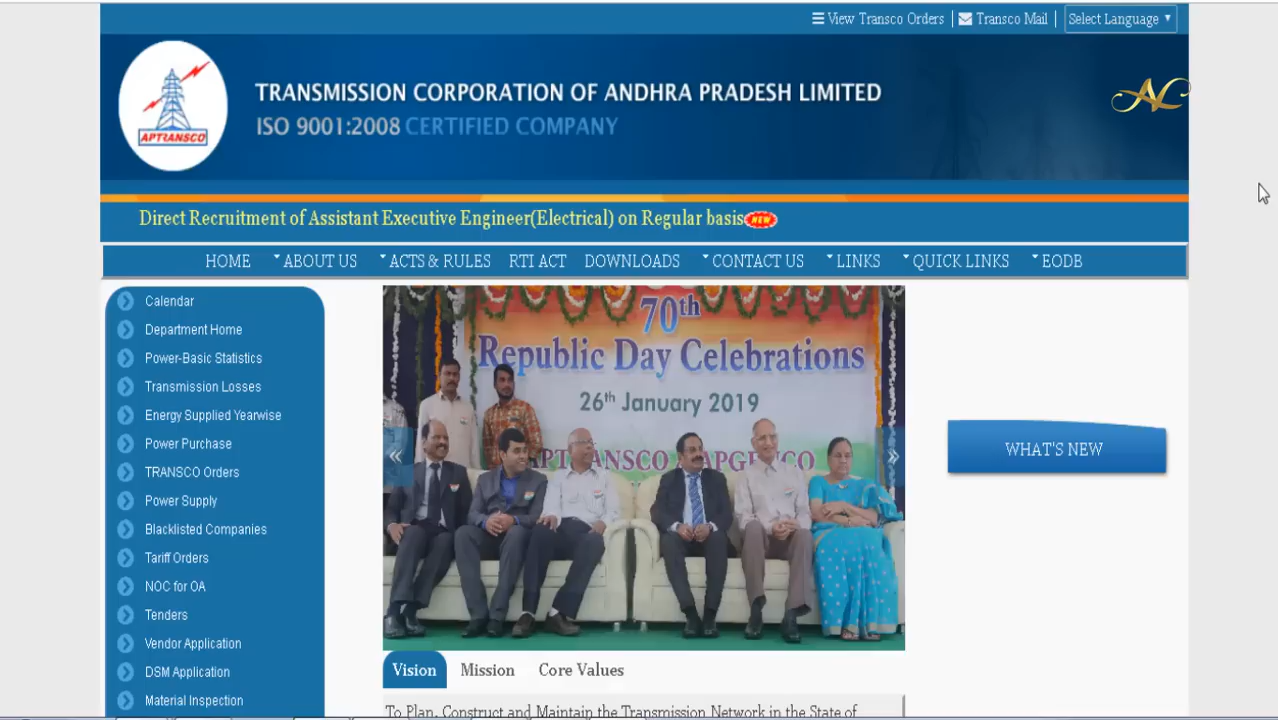 View Transco Orders | Transco Mail | Select Language ▼
TRANSMISSION CORPORATION OF ANDHRA PRADESH LIMITED
ISO 9001:2008 CERTIFIED COMPANY
APTRANSCO
AC
Direct Recruitment of Assistant Executive Engineer(Electrical) on Regular basis NEW
HOME ABOUT US ACTS & RULES RTI ACT DOWNLOADS CONTACT US LINKS QUICK LINKS EODB
Calendar
Department Home
Power-Basic Statistics
Transmission Losses
Energy Supplied Yearwise
Power Purchase
TRANSCO Orders
Power Supply
Blacklisted Companies
Tariff Orders
NOC for OA
Tenders
Vendor Application
DSM Application
Material Inspection
70th
Republic Day Celebrations
26th January 2019
«
»
WHAT'S NEW
Vision Mission Core Values
To Plan, Construct and Maintain the Transmission Network in the State of